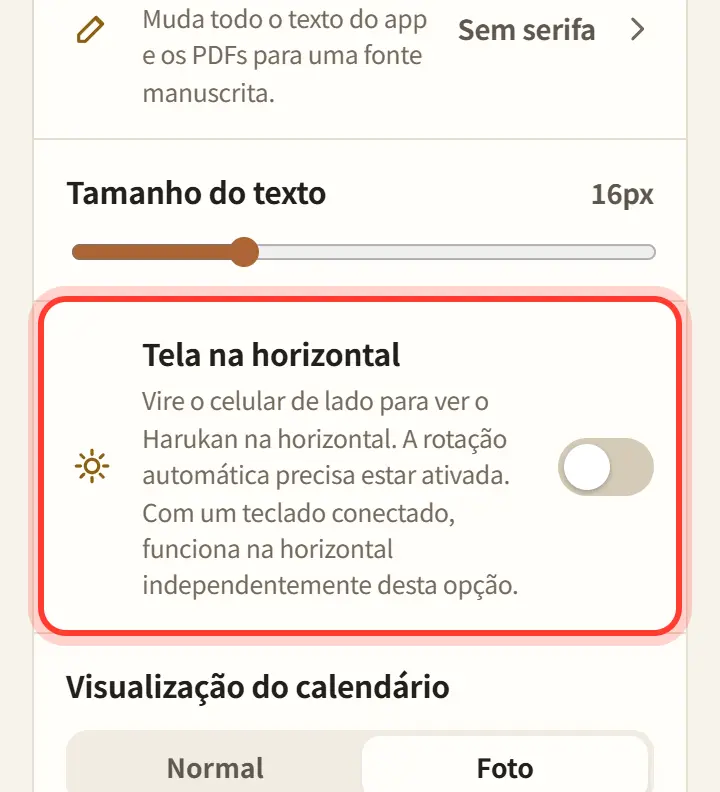 Muda todo o texto do app
e os PDFs para uma fonte
manuscrita.
Sem serifa
Tamanho do texto
16px
Tela na horizontal
Vire o celular de lado para ver o
Harukan na horizontal. A rotação
automática precisa estar ativada.
Com um teclado conectado,
funciona na horizontal
independentemente desta opção.
Visualização do calendário
Normal
Foto